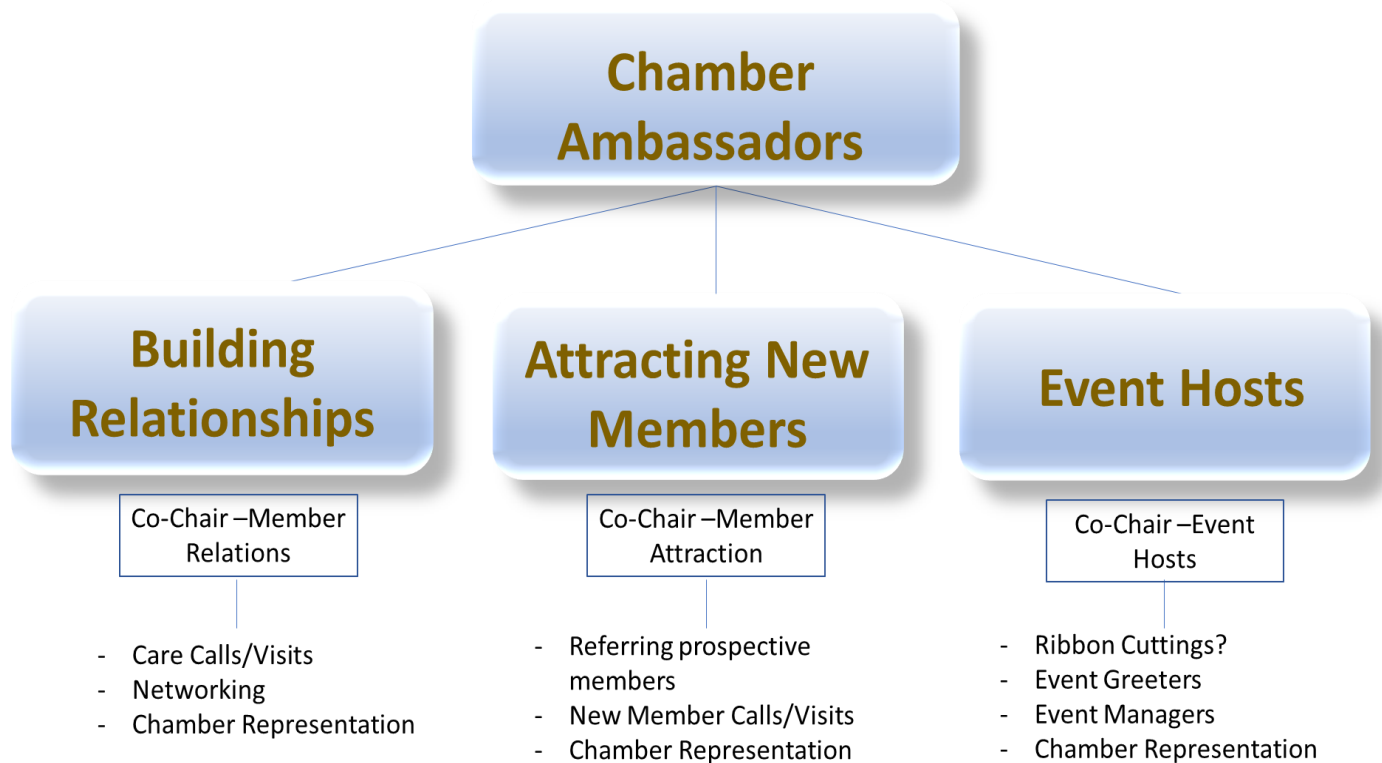 Chamber
Ambassadors
Building
Relationships
Co-Chair –Member
Relations
- Care Calls/Visits
- Networking
- Chamber Representation
Attracting New
Members
Co-Chair –Member
Attraction
- Referring prospective
members
- New Member Calls/Visits
- Chamber Representation
Event Hosts
Co-Chair –Event
Hosts
- Ribbon Cuttings?
- Event Greeters
- Event Managers
- Chamber Representation